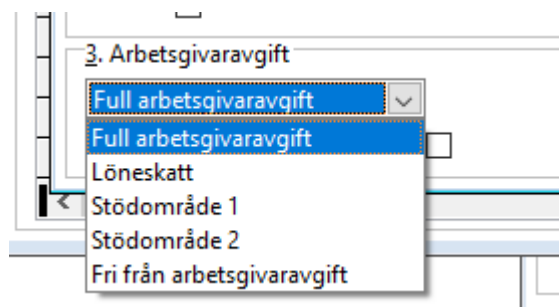 3. Arbetsgivaravgift
Full arbetsgivaravgift
Full arbetsgivaravgift
Löneskatt
Stödområde 1
Stödområde 2
Fri från arbetsgivaravgift